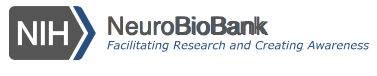 NIH
NeuroBioBank
Facilitating Research and Creating Awareness